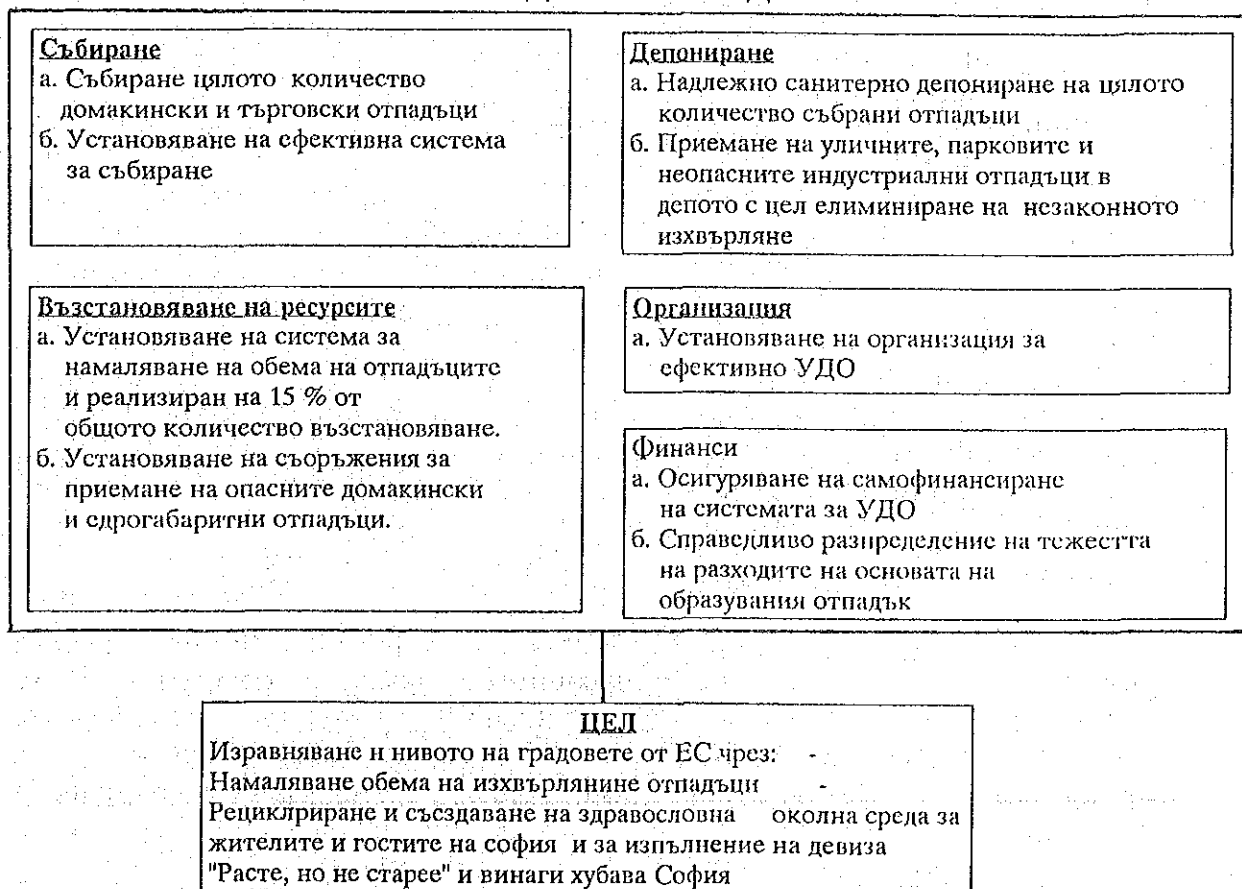 Събиране
а. Събиране цялото количество
домакински и търговски отпадъци
б. Установяване на ефективна система
за събиране
Депониране
а. Надлежно санитерно депониране на цялото
количество събрани отпадъци
б. Приемане на уличните, парковите и
неопасните индустриални отпадъци в
депото с цел елиминиране на незаконното
изхвърляне
Възстановяване на ресурсите
а. Установяване на система за
намаляване на обема на отпадъците
и реализиран на 15 % от
общото количество възстановяване.
б. Установяване на съоръжения за
приемане на опасните домакински
и едрогабаритни отпадъци.
Организация
а. Установяване на организация за
ефективно УДО
Финанси
а. Осигуряване на самофинансиране
на системата за УДО
б. Справедливо разпределение на тежестта
на разходите на основата на
образувания отпадък
ЦЕЛ
Изравняване н нивото на градовете от ЕС чрез: -
Намаляване обема на изхвърлянине отпадъци -
Рециклриране и съсздаване на здравословна околна среда за
жителите и гостите на софия и за изпълнение на девиза
"Расте, но не старее" и винаги хубава София